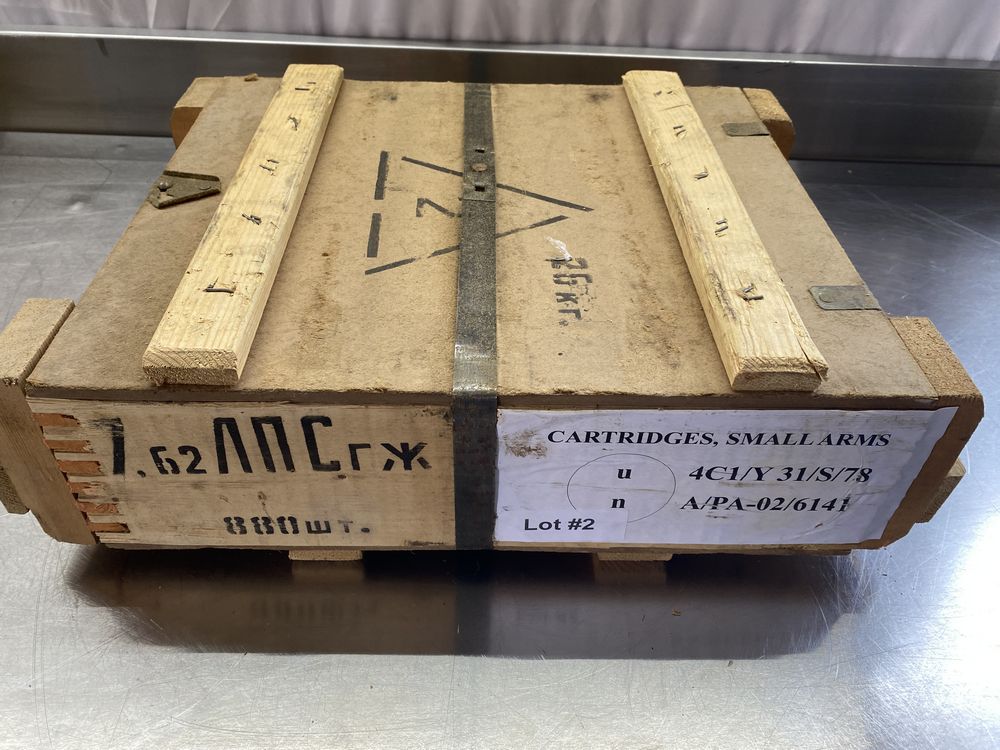 2
26 кг.
7,62 ЛПС гж
880 шт.
CARTRIDGES, SMALL ARMS
u 4C1/Y 31/S/78
n A/PA-02/6141
Lot #2